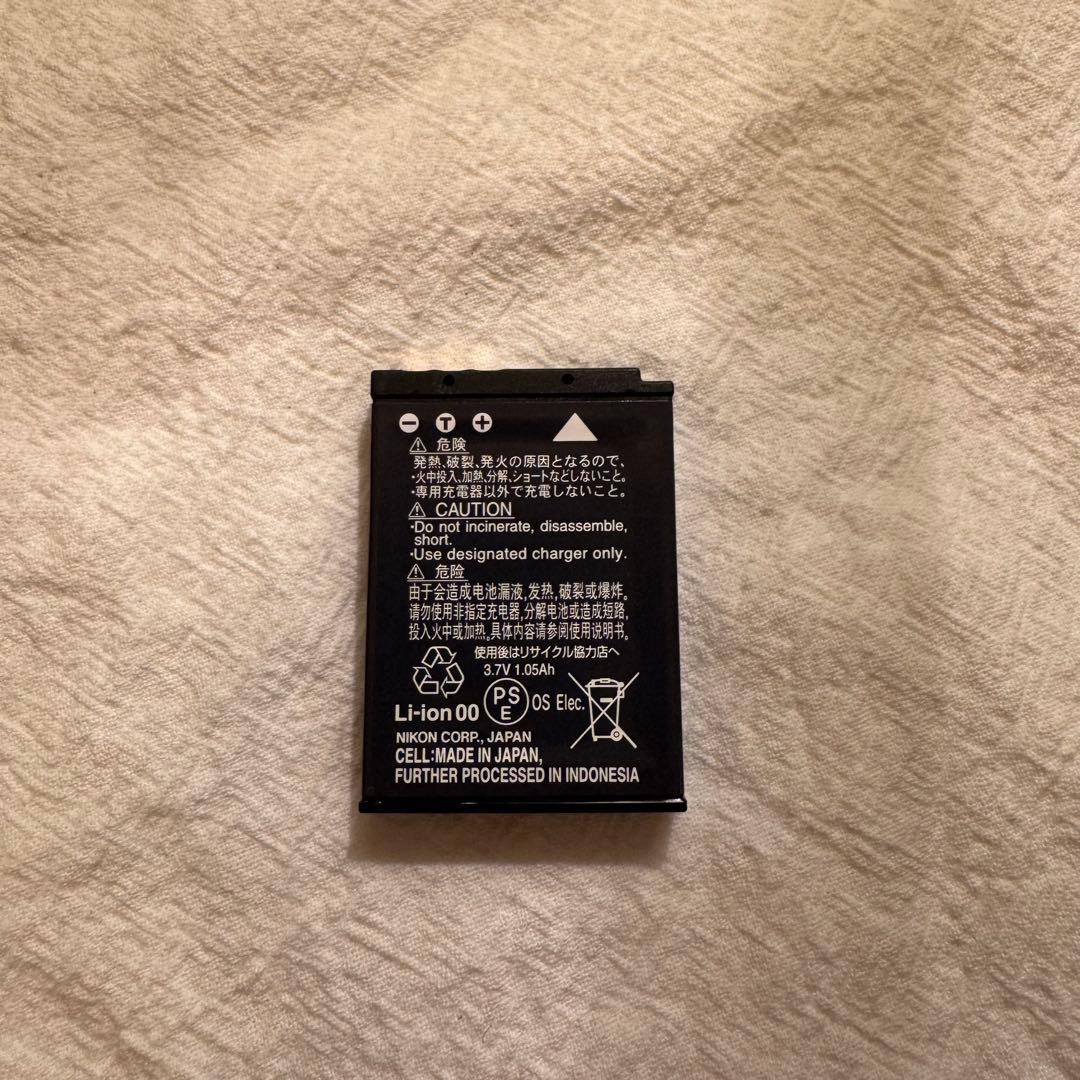 − T +
⚠ 危険
発熱、破裂、発火の原因となるので、
・火中投入、加熱、分解、ショートなどしないこと。
・専用充電器以外で充電しないこと。
⚠ CAUTION
・Do not incinerate, disassemble,
short.
・Use designated charger only.
⚠ 危险
由于会造成电池漏液,发热,破裂或爆炸。
请勿使用非指定充电器,分解电池或造成短路,
投入火中或加热。具体内容请参阅使用说明书。
使用後はリサイクル協力店へ
3.7V 1.05Ah
Li-ion 00
PS
E
OS Elec.
NIKON CORP., JAPAN
CELL:MADE IN JAPAN,
FURTHER PROCESSED IN INDONESIA